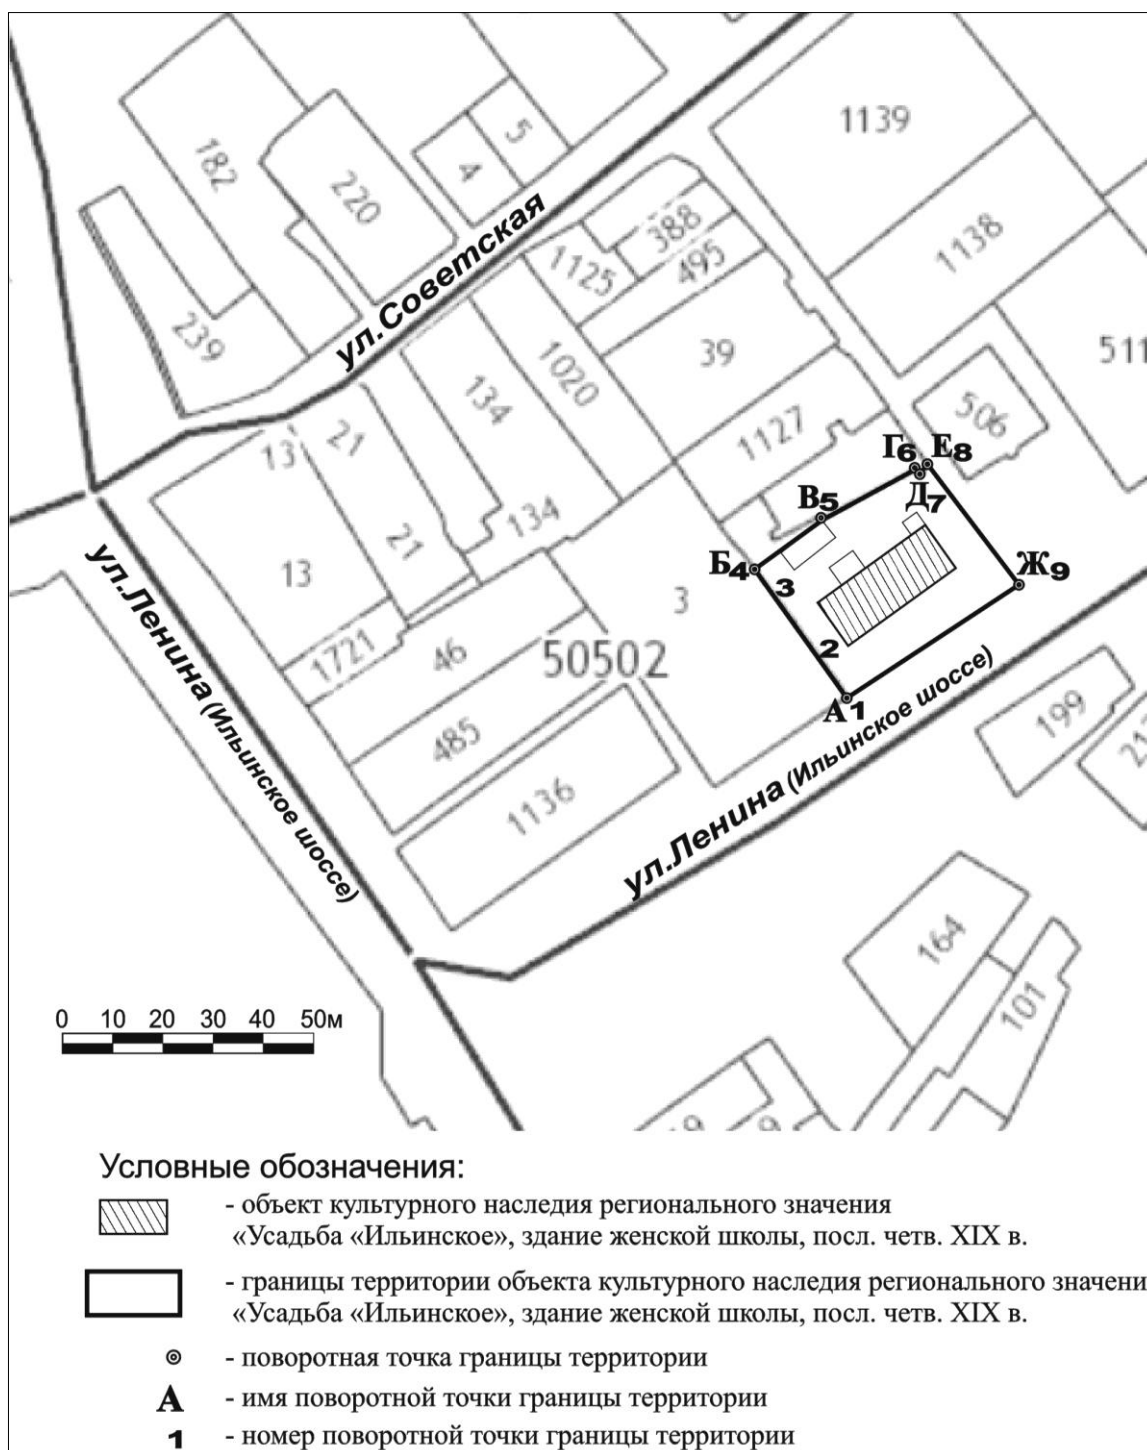 1139
5
182
4
220
388
1138
ул.Советская
1125
495
239
39
511
1020
134
506
13
21
1127
Г6
Е8
Д7
В5
134
21
Б4
Ж9
13
3
3
1721
46
50502
2
ул.Ленина (Ильинское шоссе)
А1
485
199
21
1136
ул.Ленина (Ильинское шоссе)
164
101
0 10 20 30 40 50м
9
9
Условные обозначения:
- объект культурного наследия регионального значения
«Усадьба «Ильинское», здание женской школы, посл. четв. XIX в.
- границы территории объекта культурного наследия регионального значени
«Усадьба «Ильинское», здание женской школы, посл. четв. XIX в.
- поворотная точка границы территории
А - имя поворотной точки границы территории
1 - номер поворотной точки границы территории